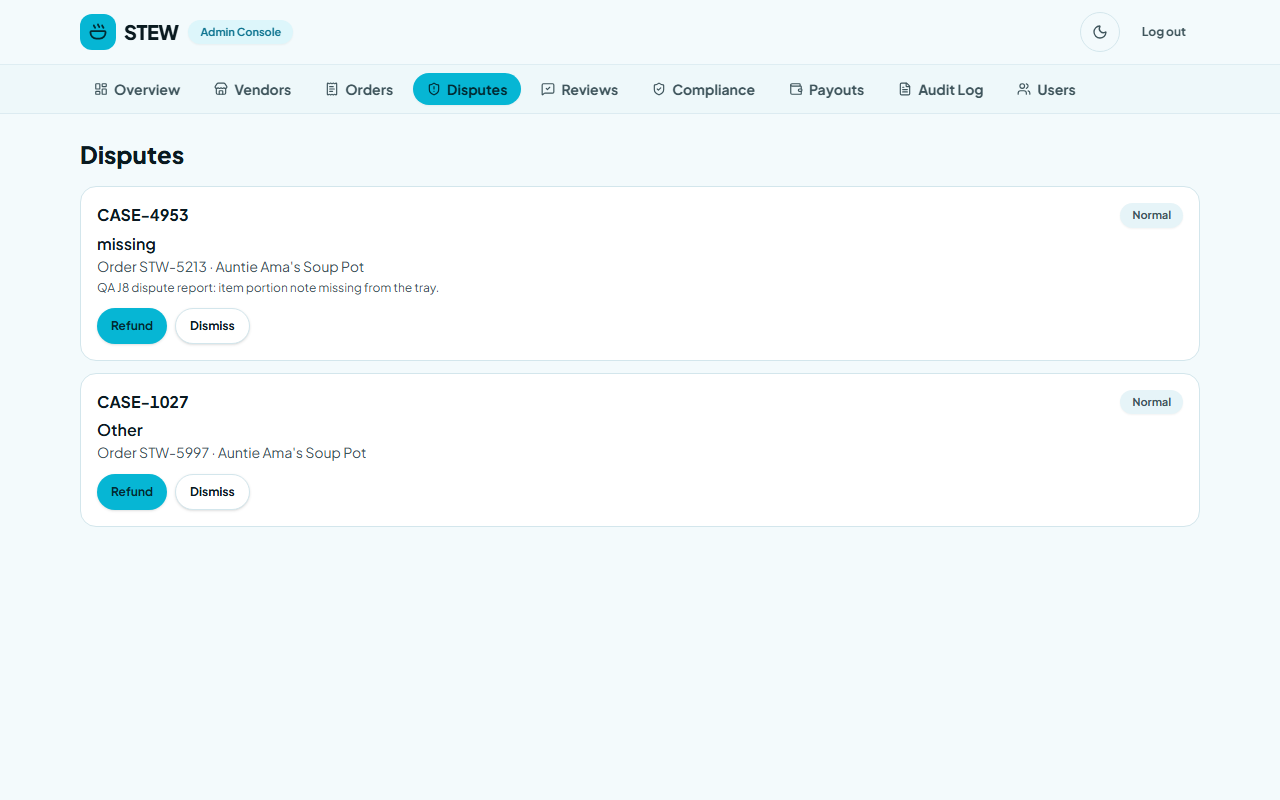 STEW Admin Console Log out
Overview Vendors Orders Disputes Reviews Compliance Payouts Audit Log Users
Disputes
CASE-4953 Normal
missing
Order STW-5213 · Auntie Ama's Soup Pot
QA J8 dispute report: item portion note missing from the tray.
Refund Dismiss
CASE-1027 Normal
Other
Order STW-5997 · Auntie Ama's Soup Pot
Refund Dismiss